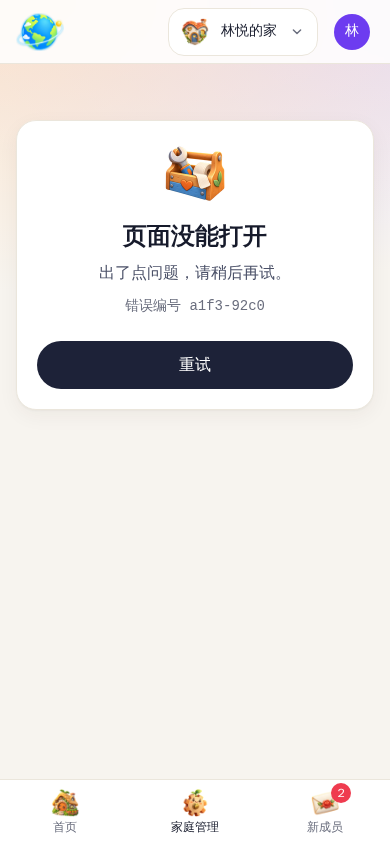 林悦的家
林
页面没能打开
出了点问题，请稍后再试。
错误编号 a1f3-92c0
重试
2
首页
家庭管理
新成员